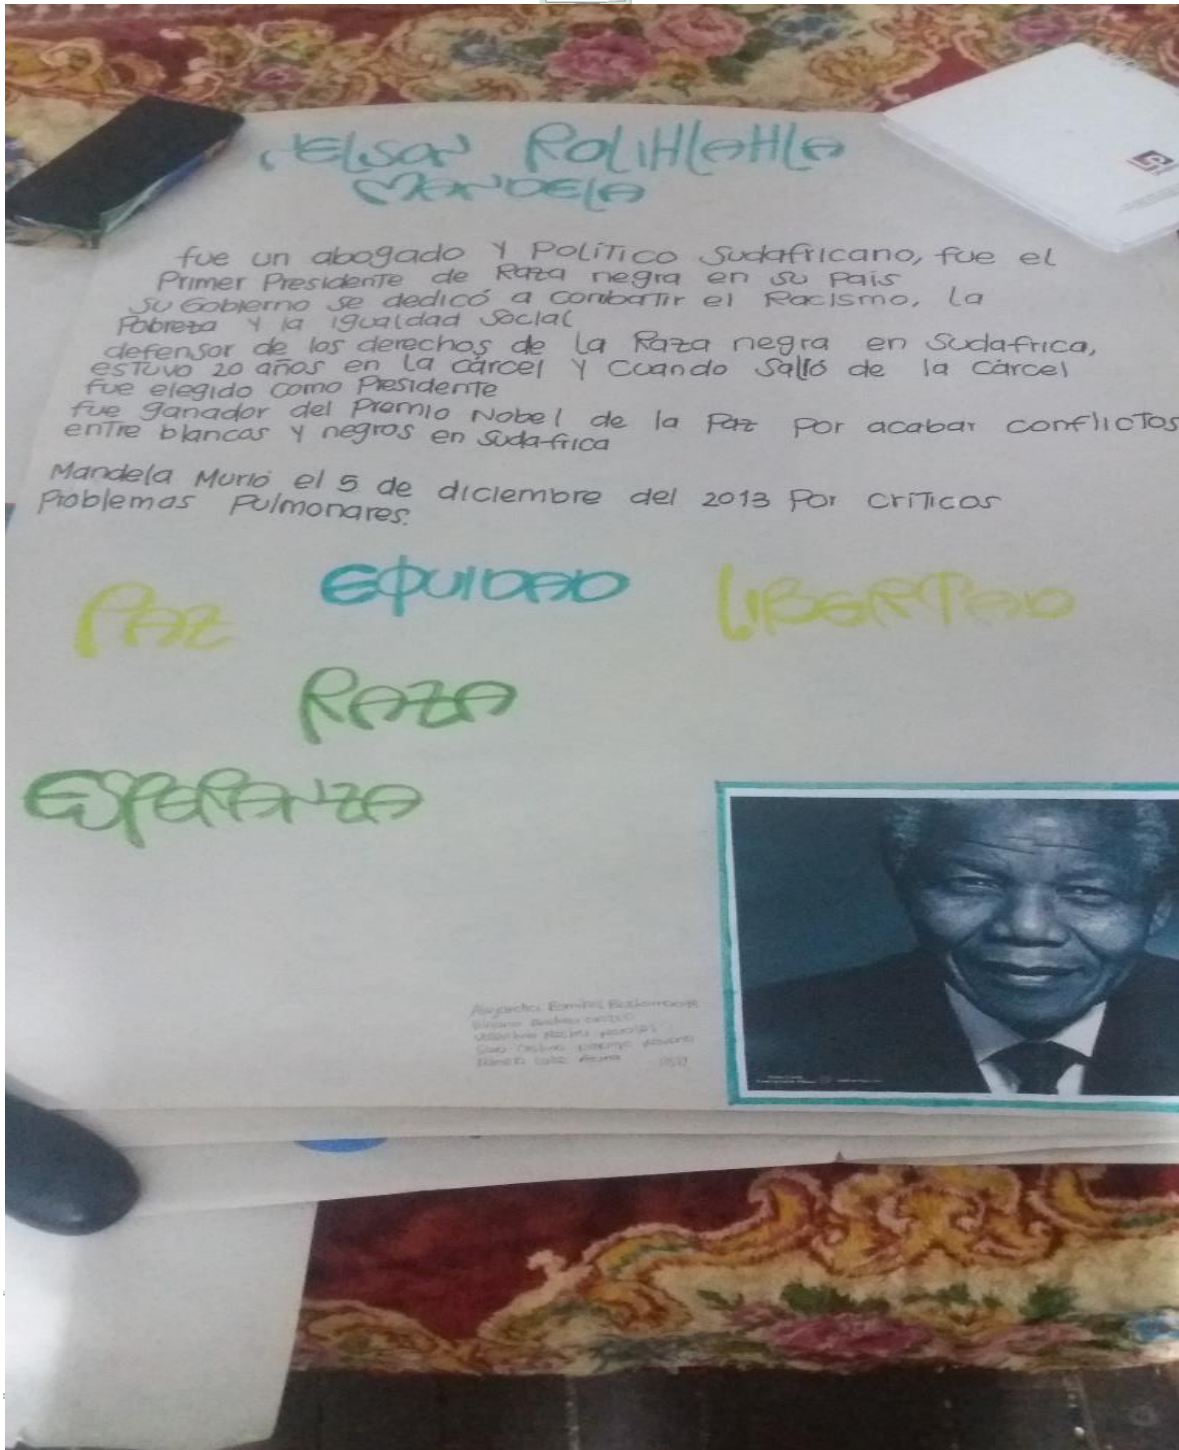 NELSON ROLIHLAHLA
MANDELA
fue un abogado y Politico Sudafricano, fue el
Primer Presidente de Raza negra en su Pais
Su Gobierno se dedicó a combatir el Racismo, la
Pobreza y la igualdad Social
defensor de los derechos de la Raza negra en Sudafrica,
estuvo 20 años en la cárcel y Cuando Salió de la cárcel
fue elegido como Presidente
fue ganador del Premio Nobel de la Paz por acabar conflictos
entre blancas y negros en Sudafrica
Mandela Murió el 5 de diciembre del 2013 Por Críticos
Problemas Pulmonares.
PAZ EQUIDAD LIBERTAD
RAZA
ESPERANZA